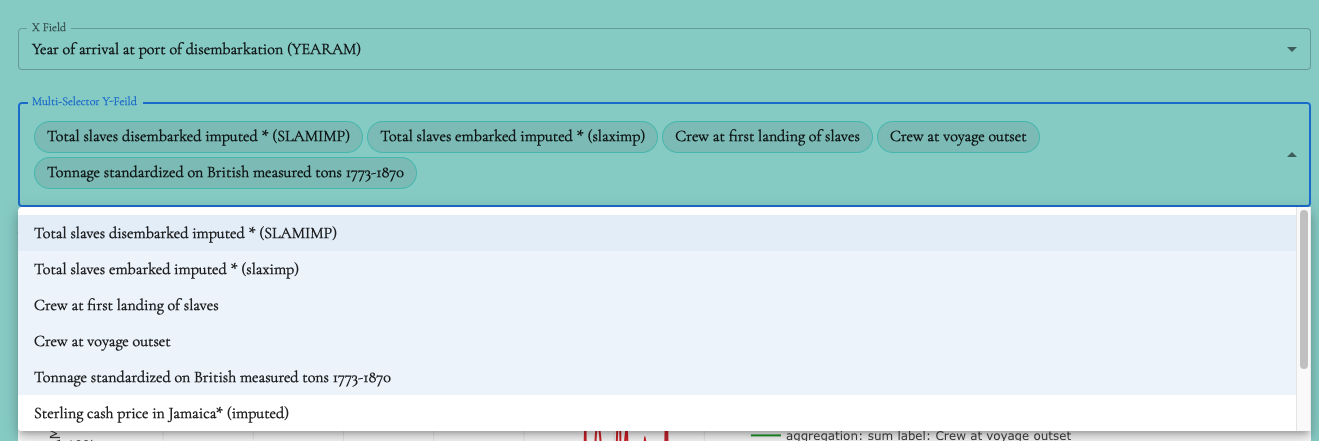 X Field
Year of arrival at port of disembarkation (YEARAM)
Multi-Selector Y-Feild
Total slaves disembarked imputed * (SLAMIMP) Total slaves embarked imputed * (slaximp) Crew at first landing of slaves Crew at voyage outset
Tonnage standardized on British measured tons 1773-1870
Total slaves disembarked imputed * (SLAMIMP)
Total slaves embarked imputed * (slaximp)
Crew at first landing of slaves
Crew at voyage outset
Tonnage standardized on British measured tons 1773-1870
Sterling cash price in Jamaica* (imputed)
aggregation: sum label: Crew at voyage outset